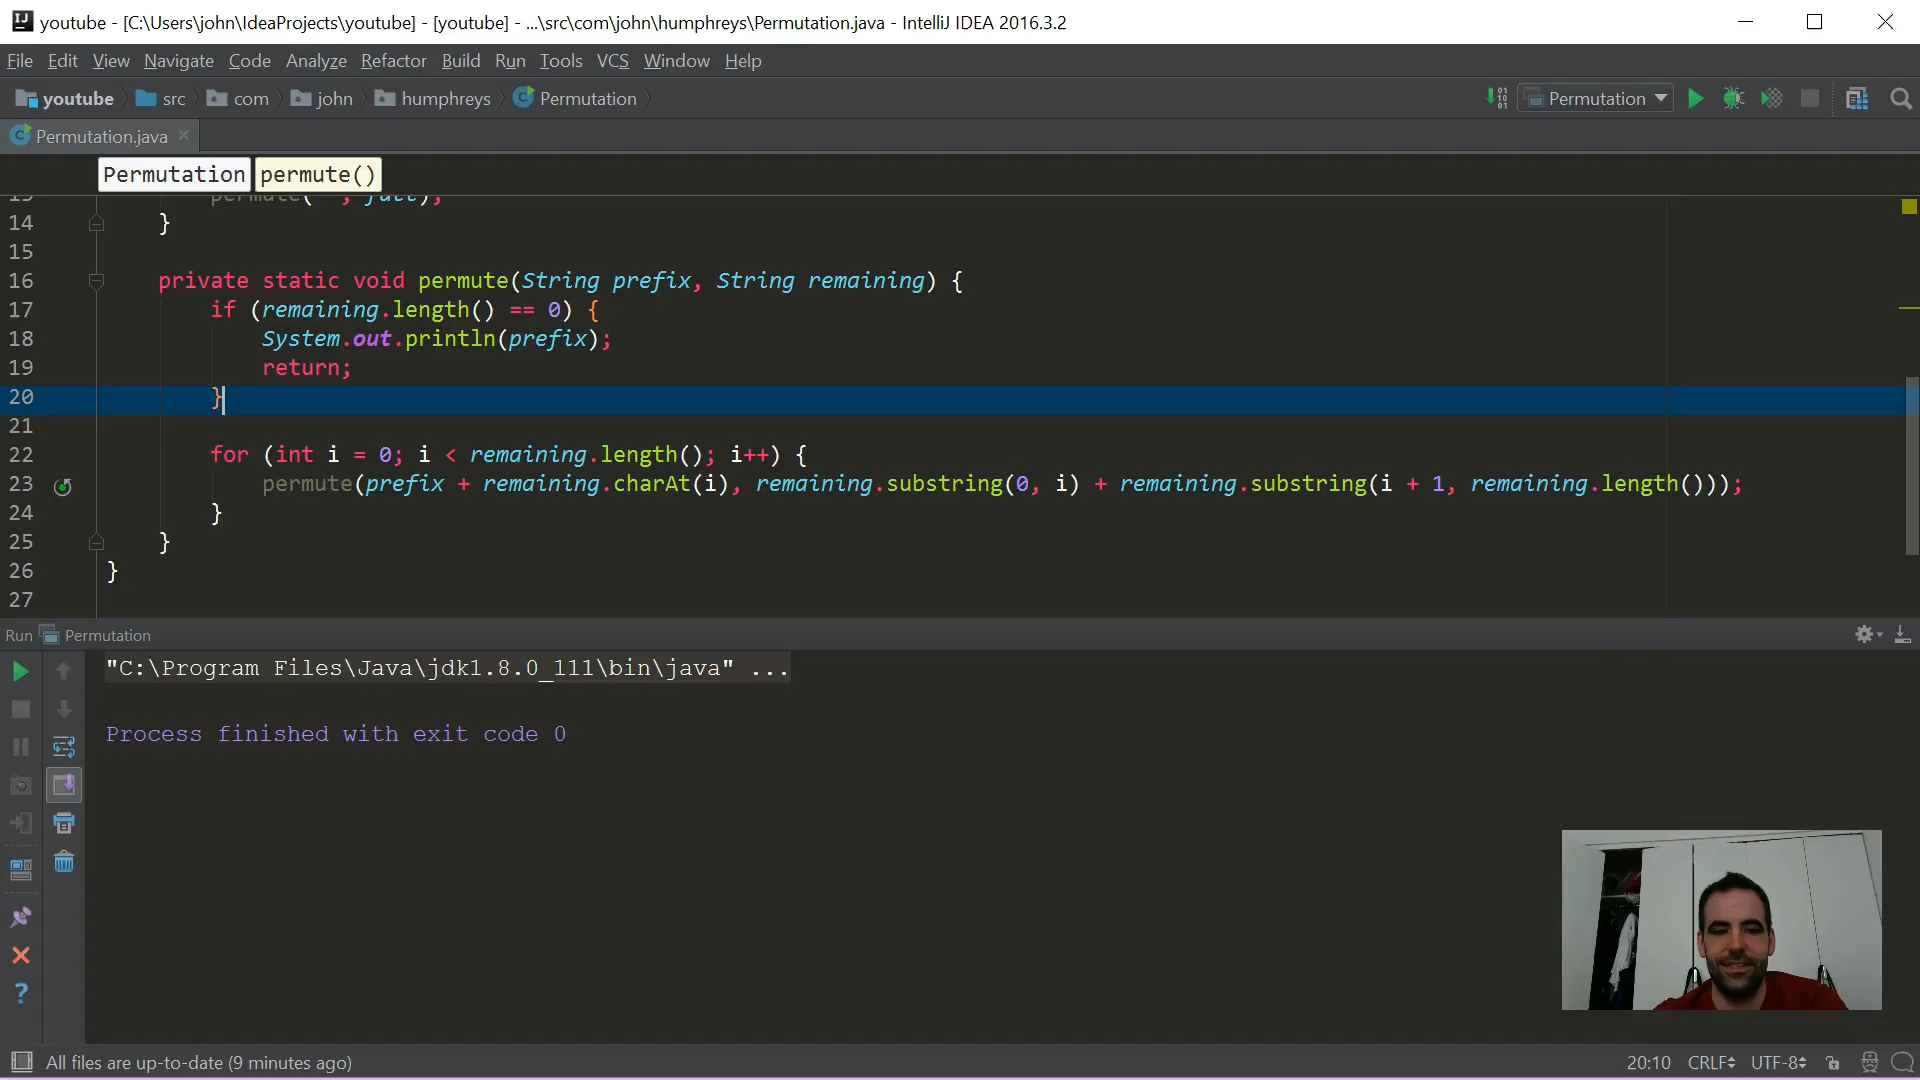 youtube - [C:\Users\john\IdeaProjects\youtube] - [youtube] - ...\src\com\john\humphreys\Permutation.java - IntelliJ IDEA 2016.3.2
File Edit View Navigate Code Analyze Refactor Build Run Tools VCS Window Help
youtube src com john humphreys Permutation
Permutation
Permutation.java
Permutation permute()
14 }
15
16 private static void permute(String prefix, String remaining) {
17 if (remaining.length() == 0) {
18 System.out.println(prefix);
19 return;
20 }
21
22 for (int i = 0; i < remaining.length(); i++) {
23 permute(prefix + remaining.charAt(i), remaining.substring(0, i) + remaining.substring(i + 1, remaining.length()));
24 }
25 }
26 }
27
Run Permutation
"C:\Program Files\Java\jdk1.8.0_111\bin\java" ...
Process finished with exit code 0
All files are up-to-date (9 minutes ago)
20:10 CRLF UTF-8